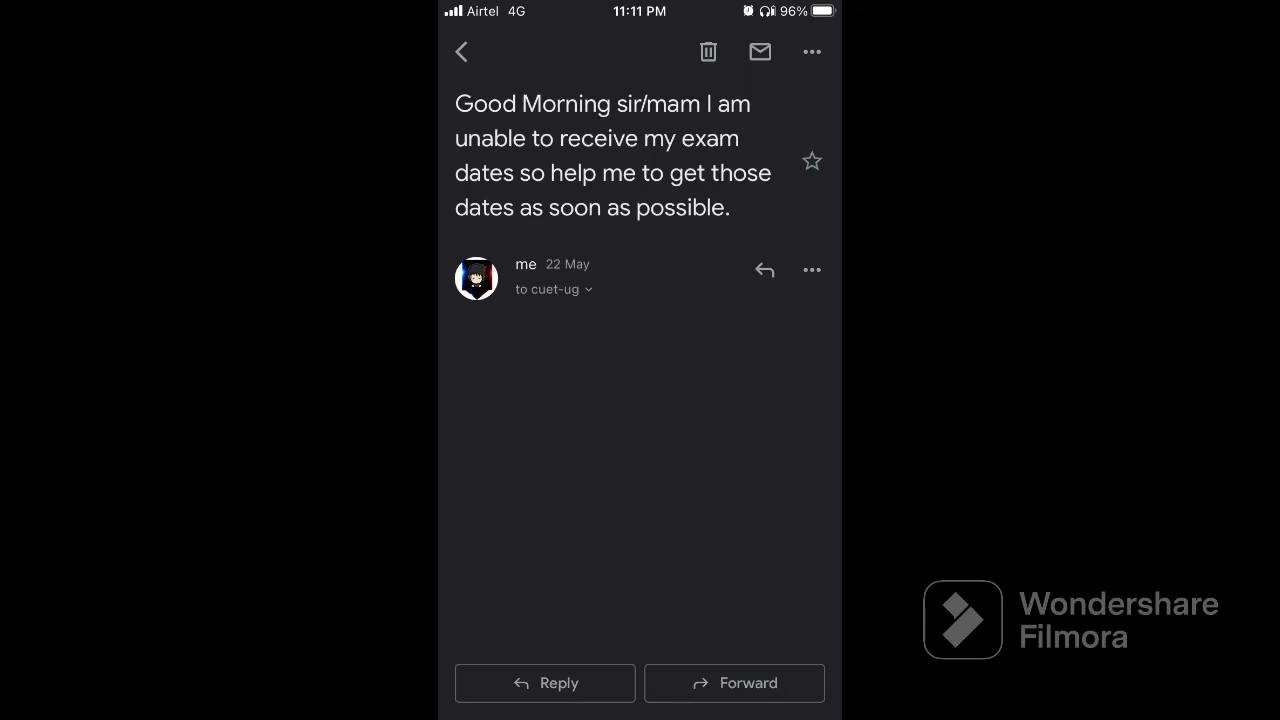 Airtel 4G 11:11 PM 96%
Good Morning sir/mam I am
unable to receive my exam
dates so help me to get those
dates as soon as possible.
me 22 May
to cuet-ug
Reply Forward
Wondershare
Filmora